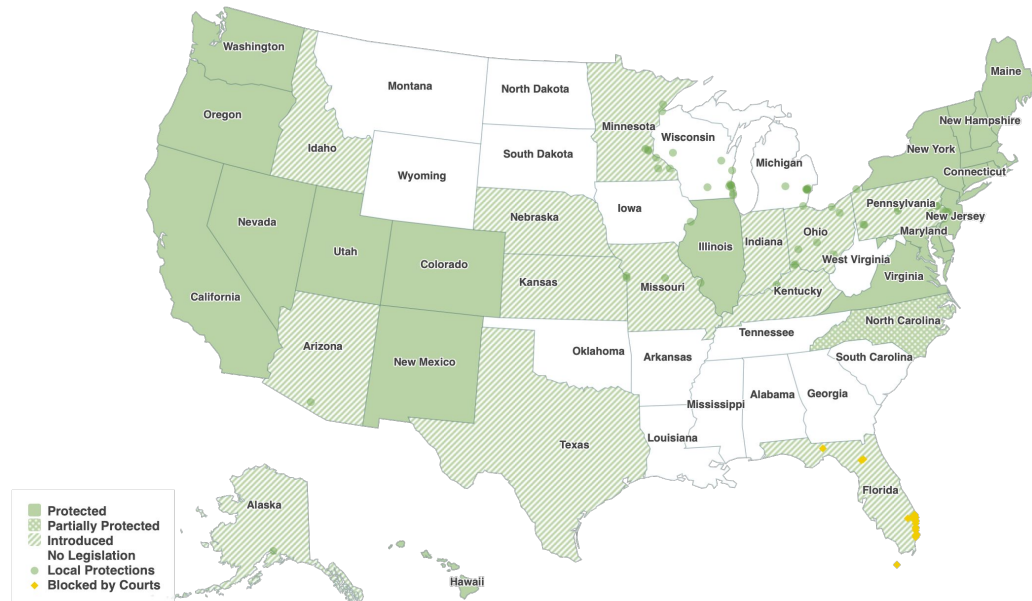 Washington
Maine
Montana
North Dakota
Oregon
Minnesota
New Hampshire
Idaho
Wisconsin
New York
South Dakota
Michigan
Wyoming
Connecticut
Pennsylvania
Iowa
Nebraska
New Jersey
Nevada
Ohio
Maryland
Indiana
Illinois
Utah
West Virginia
Colorado
Virginia
Kansas
Missouri
Kentucky
California
North Carolina
Tennessee
Arizona
Oklahoma
South Carolina
Arkansas
New Mexico
Alabama
Georgia
Mississippi
Texas
Louisiana
Florida
Alaska
Hawaii
Protected
Partially Protected
Introduced
No Legislation
Local Protections
Blocked by Courts